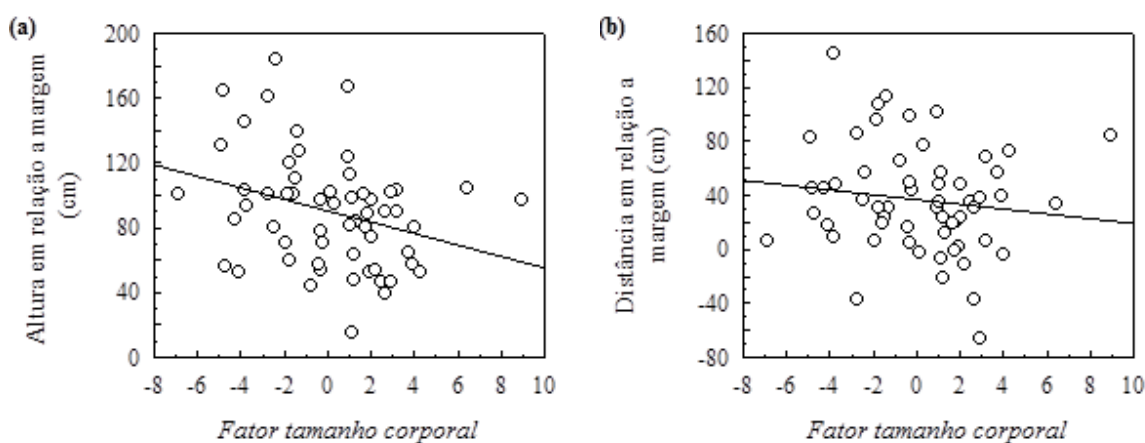 (a)
Altura em relação a margem
(cm)
200
160
120
80
40
0
-8 -6 -4 -2 0 2 4 6 8 10
Fator tamanho corporal
(b)
Distância em relação a
margem (cm)
160
120
80
40
0
-40
-80
-8 -6 -4 -2 0 2 4 6 8 10
Fator tamanho corporal